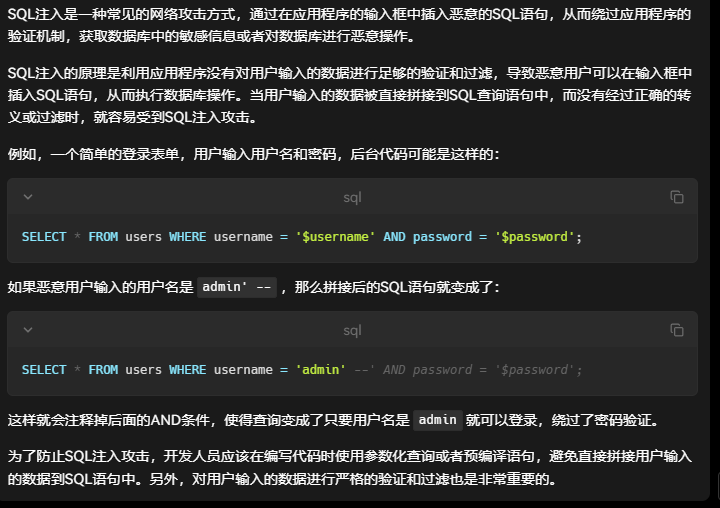 SQL注入是一种常见的网络攻击方式，通过在应用程序的输入框中插入恶意的SQL语句，从而绕过应用程序的
验证机制，获取数据库中的敏感信息或者对数据库进行恶意操作。
SQL注入的原理是利用应用程序没有对用户输入的数据进行足够的验证和过滤，导致恶意用户可以在输入框中
插入SQL语句，从而执行数据库操作。当用户输入的数据被直接拼接到SQL查询语句中，而没有经过正确的转
义或过滤时，就容易受到SQL注入攻击。
例如，一个简单的登录表单，用户输入用户名和密码，后台代码可能是这样的：
sql
SELECT * FROM users WHERE username = '$username' AND password = '$password';
如果恶意用户输入的用户名是 admin' -- ，那么拼接后的SQL语句就变成了：
sql
SELECT * FROM users WHERE username = 'admin' --' AND password = '$password';
这样就会注释掉后面的AND条件，使得查询变成了只要用户名是 admin 就可以登录，绕过了密码验证。
为了防止SQL注入攻击，开发人员应该在编写代码时使用参数化查询或者预编译语句，避免直接拼接用户输入
的数据到SQL语句中。另外，对用户输入的数据进行严格的验证和过滤也是非常重要的。